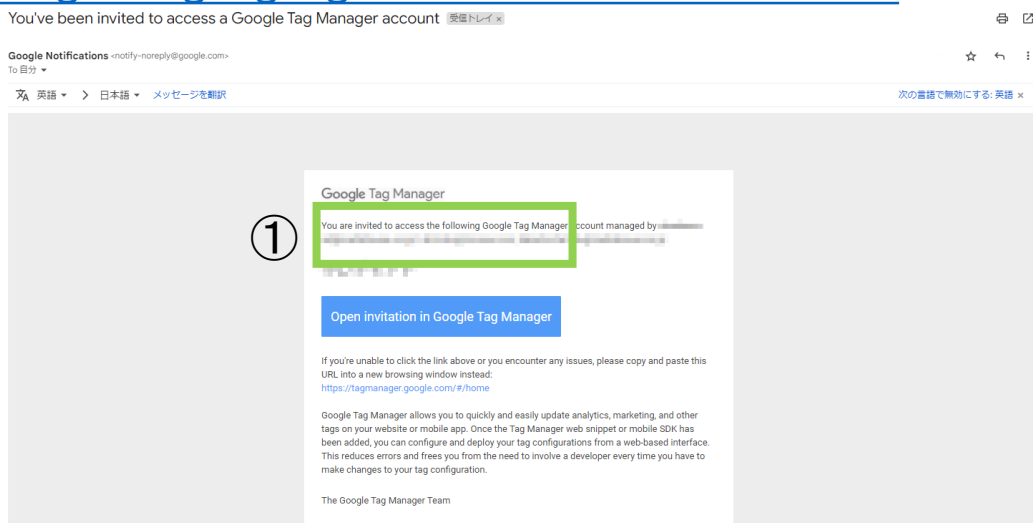 You've been invited to access a Google Tag Manager account 受信トレイ ×
Google Notifications <notify-noreply@google.com>
To 自分
英語 > 日本語 メッセージを翻訳 次の言語で無効にする: 英語 ×
Google Tag Manager
①
You are invited to access the following Google Tag Manager account managed by
Open invitation in Google Tag Manager
If you're unable to click the link above or you encounter any issues, please copy and paste this
URL into a new browsing window instead:
https://tagmanager.google.com/#/home
Google Tag Manager allows you to quickly and easily update analytics, marketing, and other
tags on your website or mobile app. Once the Tag Manager web snippet or mobile SDK has
been added, you can configure and deploy your tag configurations from a web-based interface.
This reduces errors and frees you from the need to involve a developer every time you have to
make changes to your tag configuration.
The Google Tag Manager Team